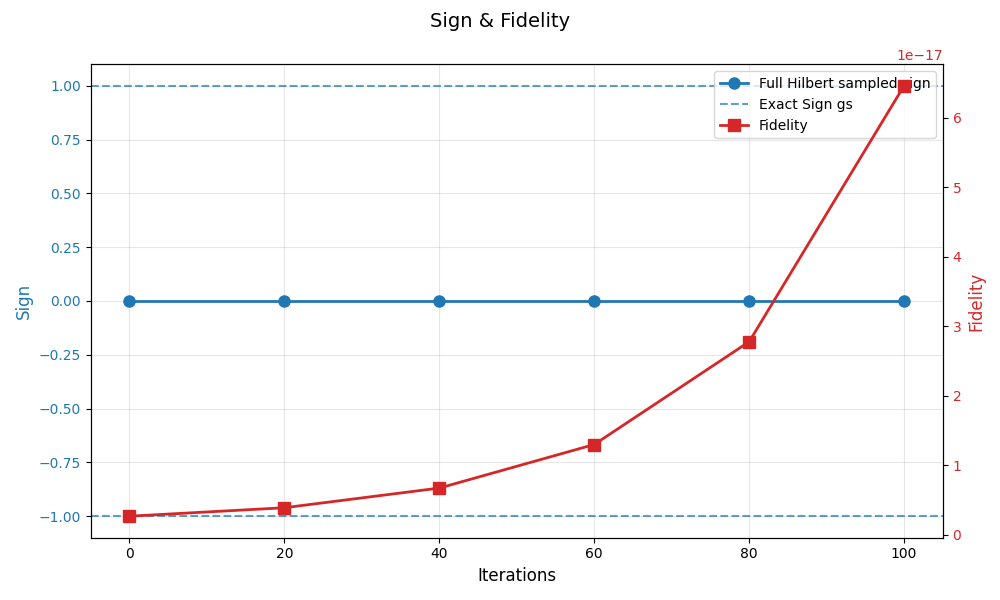 Sign & Fidelity
1e−17
Full Hilbert sampled sign
Exact Sign gs
Fidelity
1.00
0.75
0.50
0.25
0.00
−0.25
−0.50
−0.75
−1.00
Sign
6
5
4
3
2
1
0
Fidelity
0 20 40 60 80 100
Iterations